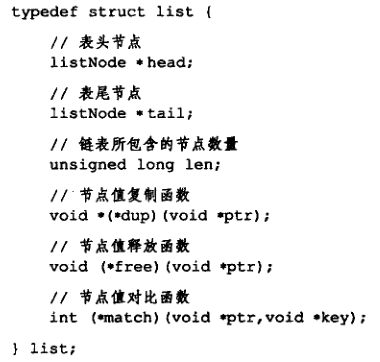 typedef struct list {
// 表头节点
listNode *head;
// 表尾节点
listNode *tail;
// 链表所包含的节点数量
unsigned long len;
// 节点值复制函数
void *(*dup)(void *ptr);
// 节点值释放函数
void (*free)(void *ptr);
// 节点值对比函数
int (*match)(void *ptr,void *key);
} list;